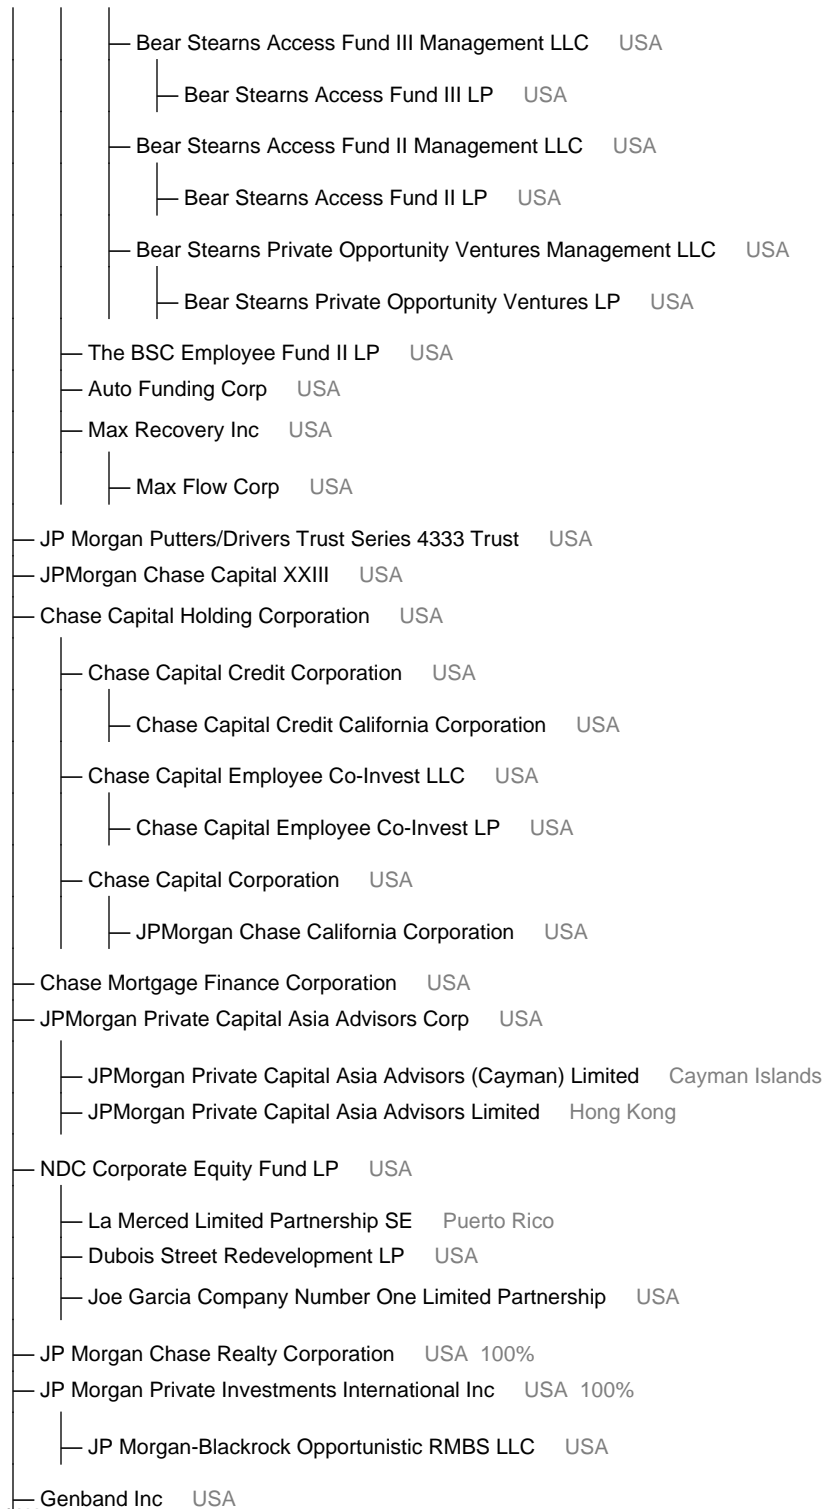 Bear Stearns Access Fund III Management LLC USA
Bear Stearns Access Fund III LP USA
Bear Stearns Access Fund II Management LLC USA
Bear Stearns Access Fund II LP USA
Bear Stearns Private Opportunity Ventures Management LLC USA
Bear Stearns Private Opportunity Ventures LP USA
The BSC Employee Fund II LP USA
Auto Funding Corp USA
Max Recovery Inc USA
Max Flow Corp USA
JP Morgan Putters/Drivers Trust Series 4333 Trust USA
JPMorgan Chase Capital XXIII USA
Chase Capital Holding Corporation USA
Chase Capital Credit Corporation USA
Chase Capital Credit California Corporation USA
Chase Capital Employee Co-Invest LLC USA
Chase Capital Employee Co-Invest LP USA
Chase Capital Corporation USA
JPMorgan Chase California Corporation USA
Chase Mortgage Finance Corporation USA
JPMorgan Private Capital Asia Advisors Corp USA
JPMorgan Private Capital Asia Advisors (Cayman) Limited Cayman Islands
JPMorgan Private Capital Asia Advisors Limited Hong Kong
NDC Corporate Equity Fund LP USA
La Merced Limited Partnership SE Puerto Rico
Dubois Street Redevelopment LP USA
Joe Garcia Company Number One Limited Partnership USA
JP Morgan Chase Realty Corporation USA 100%
JP Morgan Private Investments International Inc USA 100%
JP Morgan-Blackrock Opportunistic RMBS LLC USA
Genband Inc USA